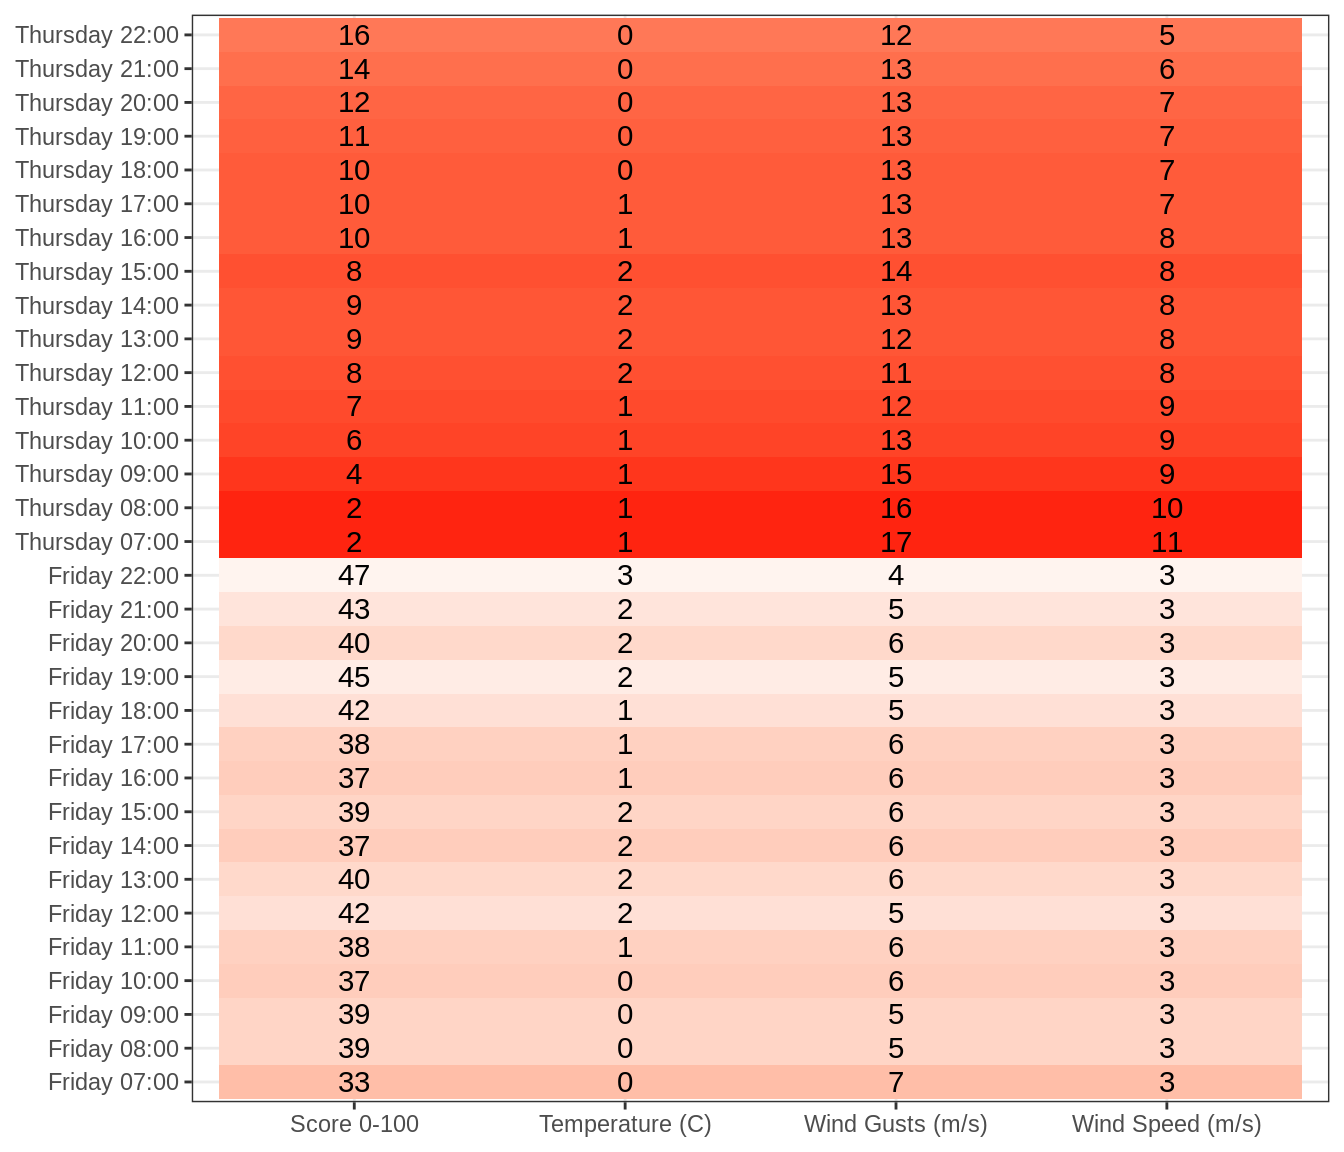 Thursday 22:00 16 0 12 5
Thursday 21:00 14 0 13 6
Thursday 20:00 12 0 13 7
Thursday 19:00 11 0 13 7
Thursday 18:00 10 0 13 7
Thursday 17:00 10 1 13 7
Thursday 16:00 10 1 13 8
Thursday 15:00 8 2 14 8
Thursday 14:00 9 2 13 8
Thursday 13:00 9 2 12 8
Thursday 12:00 8 2 11 8
Thursday 11:00 7 1 12 9
Thursday 10:00 6 1 13 9
Thursday 09:00 4 1 15 9
Thursday 08:00 2 1 16 10
Thursday 07:00 2 1 17 11
Friday 22:00 47 3 4 3
Friday 21:00 43 2 5 3
Friday 20:00 40 2 6 3
Friday 19:00 45 2 5 3
Friday 18:00 42 1 5 3
Friday 17:00 38 1 6 3
Friday 16:00 37 1 6 3
Friday 15:00 39 2 6 3
Friday 14:00 37 2 6 3
Friday 13:00 40 2 6 3
Friday 12:00 42 2 5 3
Friday 11:00 38 1 6 3
Friday 10:00 37 0 6 3
Friday 09:00 39 0 5 3
Friday 08:00 39 0 5 3
Friday 07:00 33 0 7 3
Score 0-100 Temperature (C) Wind Gusts (m/s) Wind Speed (m/s)